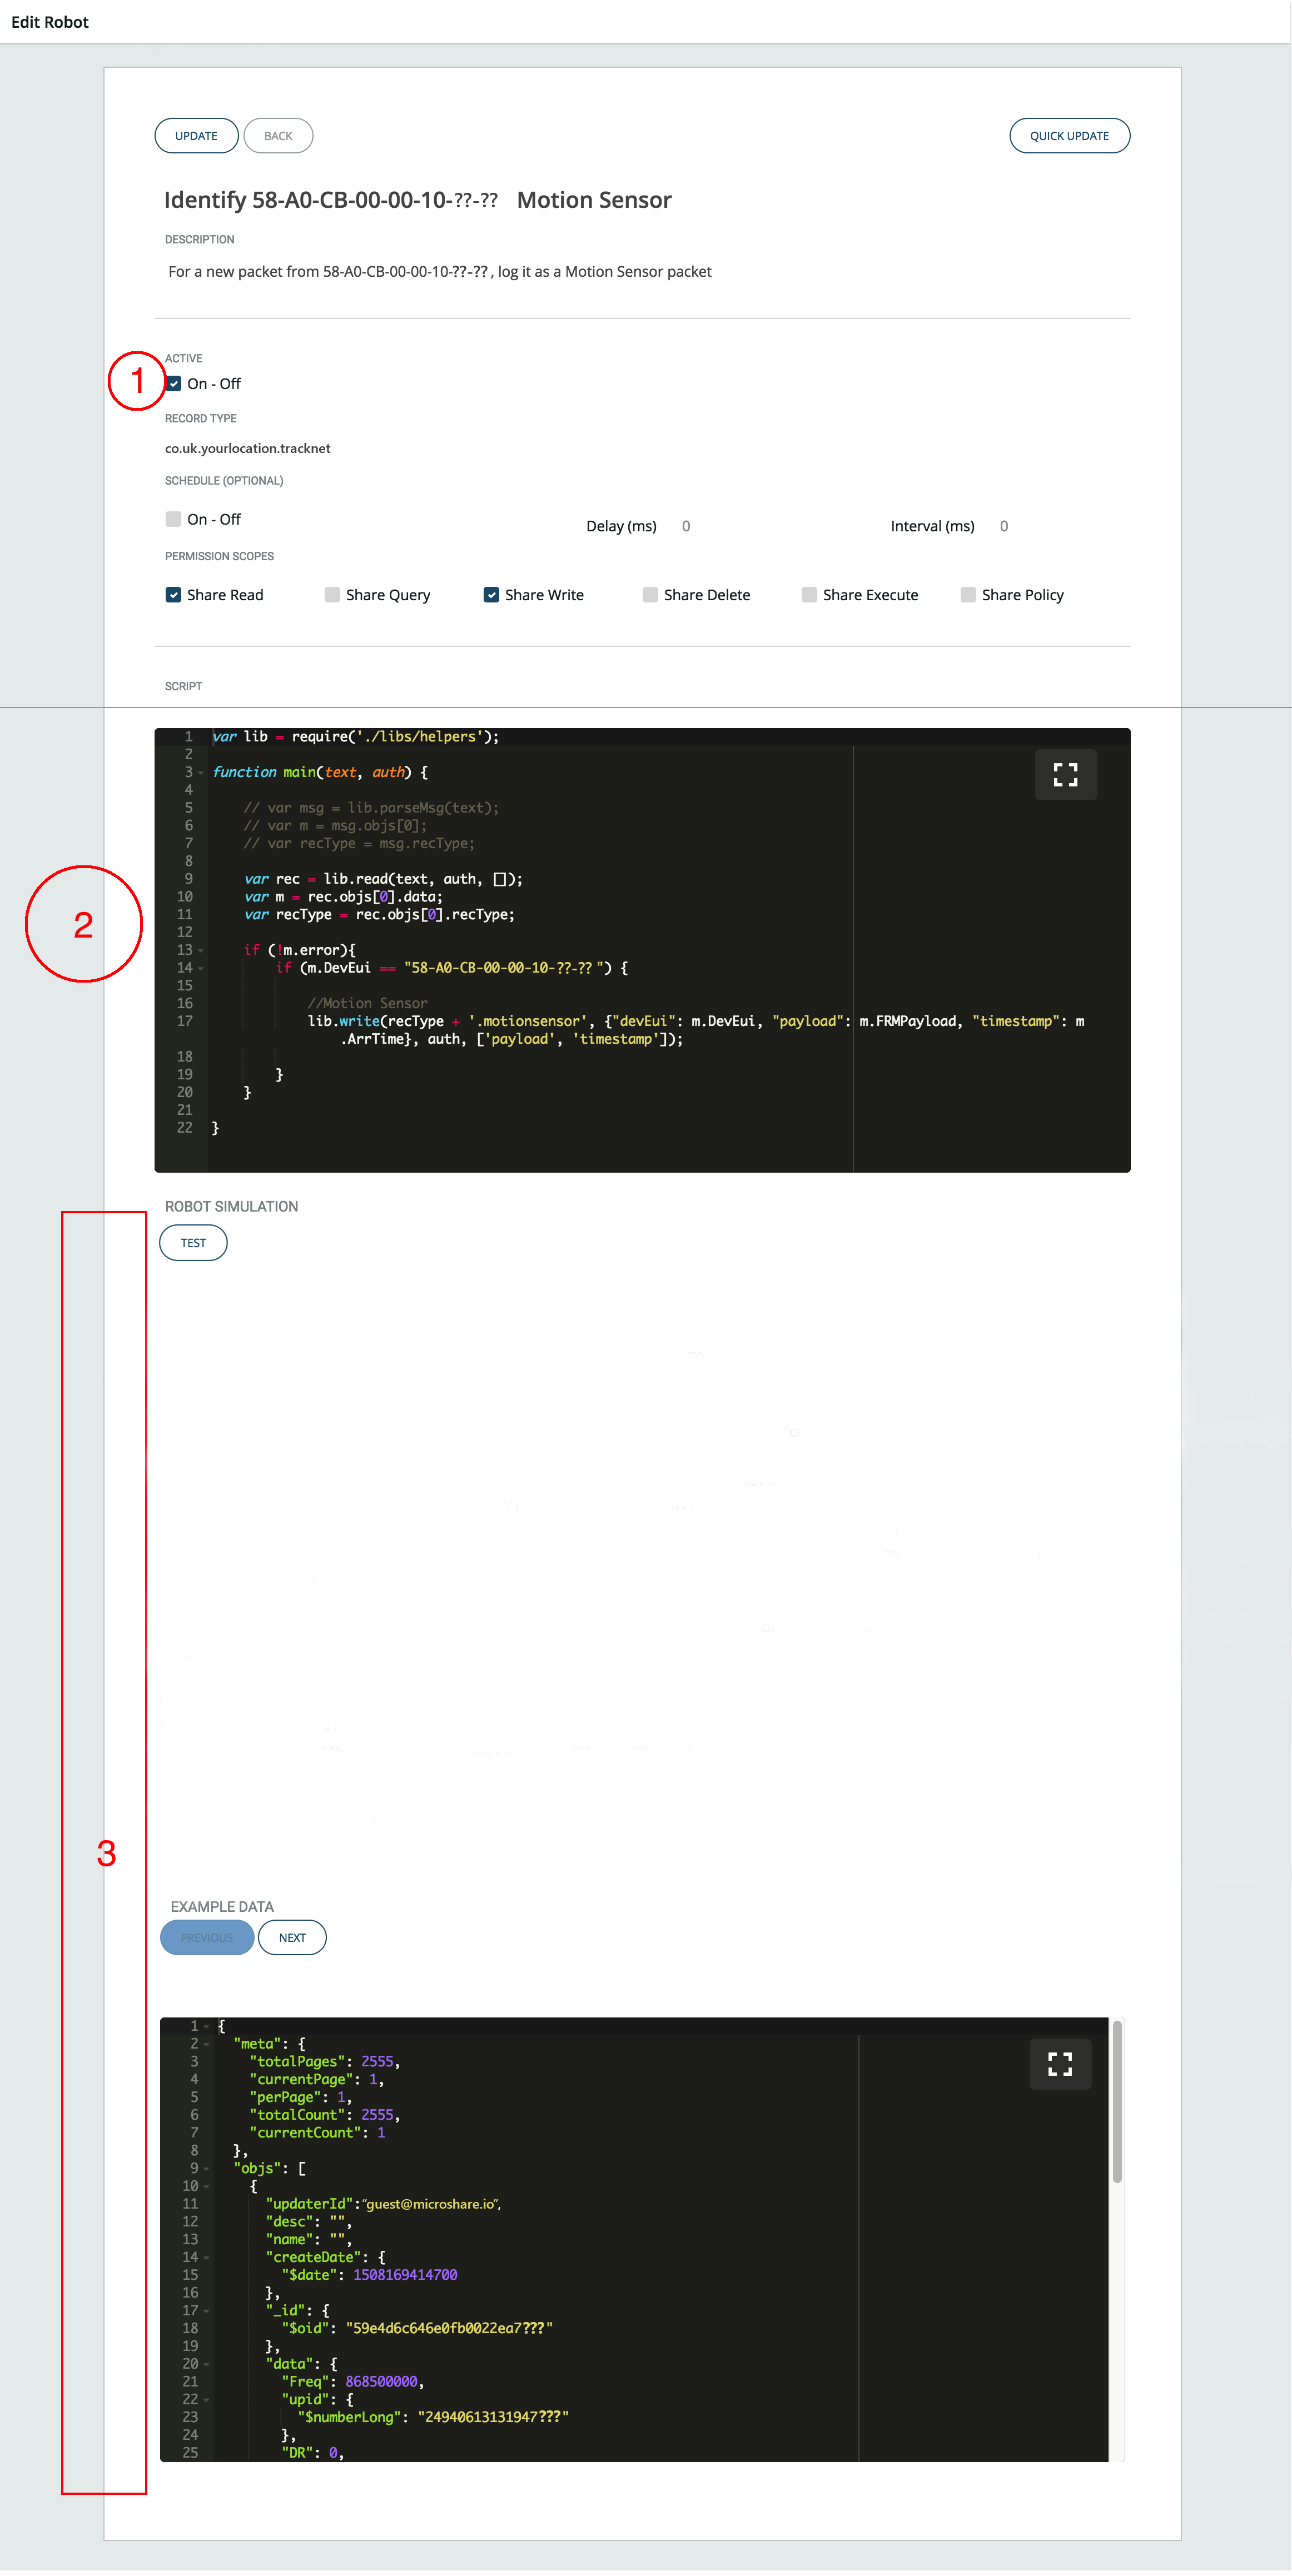 Edit Robot
UPDATE BACK QUICK UPDATE
Identify 58-A0-CB-00-00-10-??-?? Motion Sensor
DESCRIPTION
For a new packet from 58-A0-CB-00-00-10-??-?? , log it as a Motion Sensor packet
ACTIVE
1 On - Off
RECORD TYPE
co.uk.yourlocation.tracknet
SCHEDULE (OPTIONAL)
On - Off Delay (ms) 0 Interval (ms) 0
PERMISSION SCOPES
Share Read Share Query Share Write Share Delete Share Execute Share Policy
SCRIPT
1 var lib = require('./libs/helpers');
2
3 function main(text, auth) {
4
5 // var msg = lib.parseMsg(text);
6 // var m = msg.objs[0];
7 // var recType = msg.recType;
8
9 var rec = lib.read(text, auth, []);
10 var m = rec.objs[0].data;
11 var recType = rec.objs[0].recType;
12
2
13 if (!m.error){
14 if (m.DevEui == "58-A0-CB-00-00-10-??-?? ") {
15
16 //Motion Sensor
17 lib.write(recType + '.motionsensor', {"devEui": m.DevEui, "payload": m.FRMPayload, "timestamp": m
.ArrTime}, auth, ['payload', 'timestamp']);
18
19 }
20 }
21
22 }
ROBOT SIMULATION
TEST
3
EXAMPLE DATA
PREVIOUS NEXT
1 {
2 "meta": {
3 "totalPages": 2555,
4 "currentPage": 1,
5 "perPage": 1,
6 "totalCount": 2555,
7 "currentCount": 1
8 },
9 "objs": [
10 {
11 "updaterId":"guest@microshare.io",
12 "desc": "",
13 "name": "",
14 "createDate": {
15 "$date": 1508169414700
16 },
17 "_id": {
18 "$oid": "59e4d6c646e0fb0022ea7???"
19 },
20 "data": {
21 "Freq": 868500000,
22 "upid": {
23 "$numberLong": "24940613131947???"
24 },
25 "DR": 0,